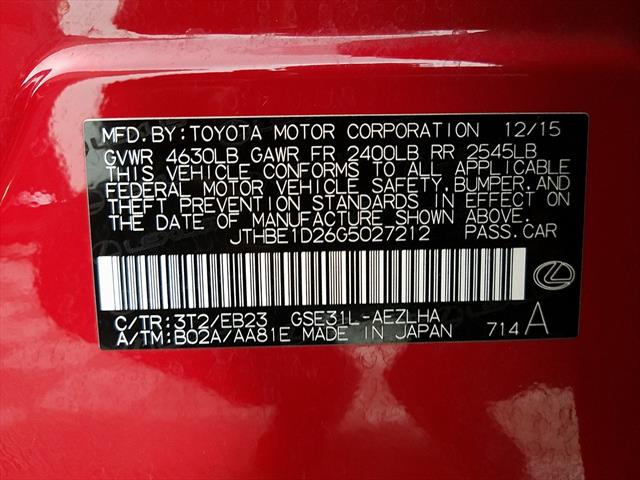 MFD.BY:TOYOTA MOTOR CORPORATION 12/15
GVWR 4630LB GAWR FR 2400LB RR 2545LB
THIS VEHICLE CONFORMS TO ALL APPLICABLE
FEDERAL MOTOR VEHICLE SAFETY,BUMPER,AND
THEFT PREVENTION STANDARDS IN EFFECT ON
THE DATE OF MANUFACTURE SHOWN ABOVE.
JTHBE1D26G5027212 PASS.CAR
C/TR:3T2/EB23 GSE31L-AEZLHA
A/TM:B02A/AA81E MADE IN JAPAN 714A